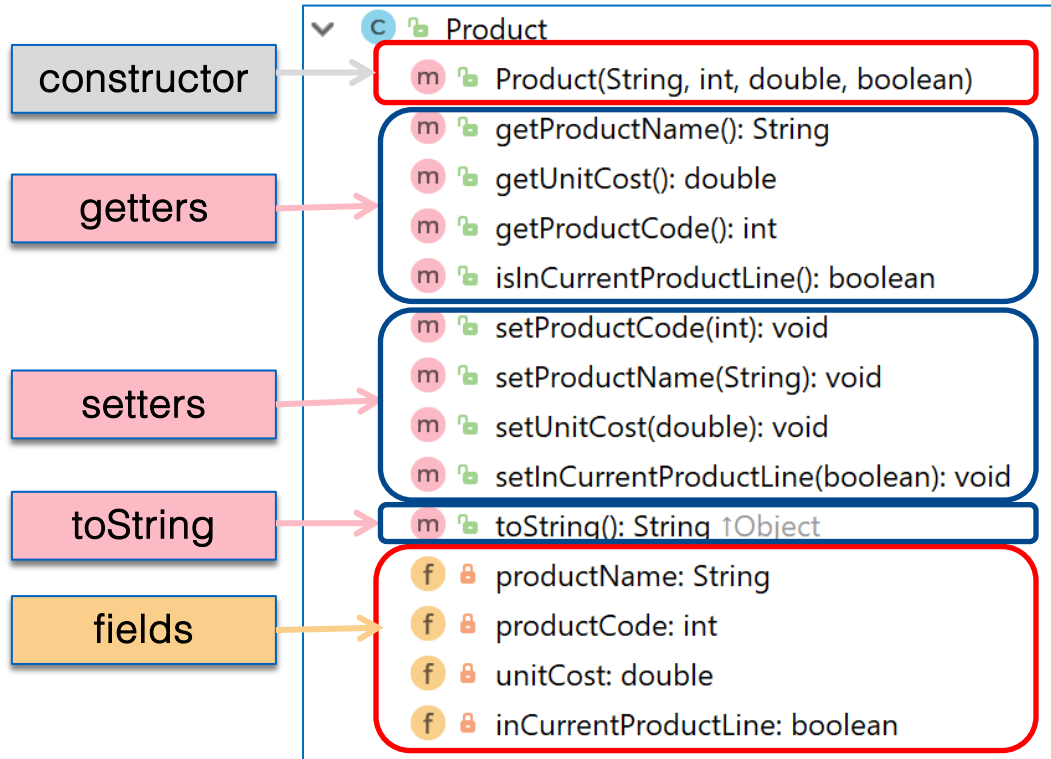 C Product
constructor
m Product(String, int, double, boolean)
m getProductName(): String
m getUnitCost(): double
getters
m getProductCode(): int
m isInCurrentProductLine(): boolean
m setProductCode(int): void
m setProductName(String): void
setters
m setUnitCost(double): void
m setInCurrentProductLine(boolean): void
toString
m toString(): String ↑Object
f productName: String
fields
f productCode: int
f unitCost: double
f inCurrentProductLine: boolean